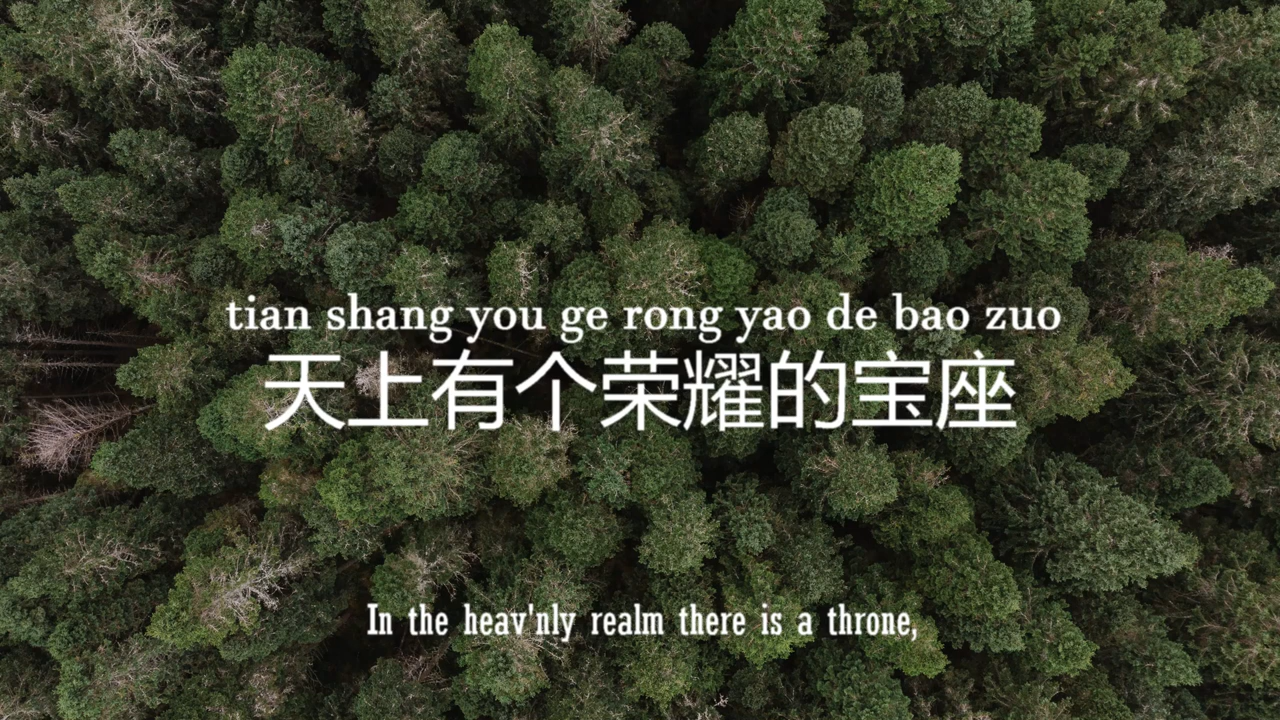 tian shang you ge rong yao de bao zuo
天上有个荣耀的宝座
In the heav'nly realm there is a throne,